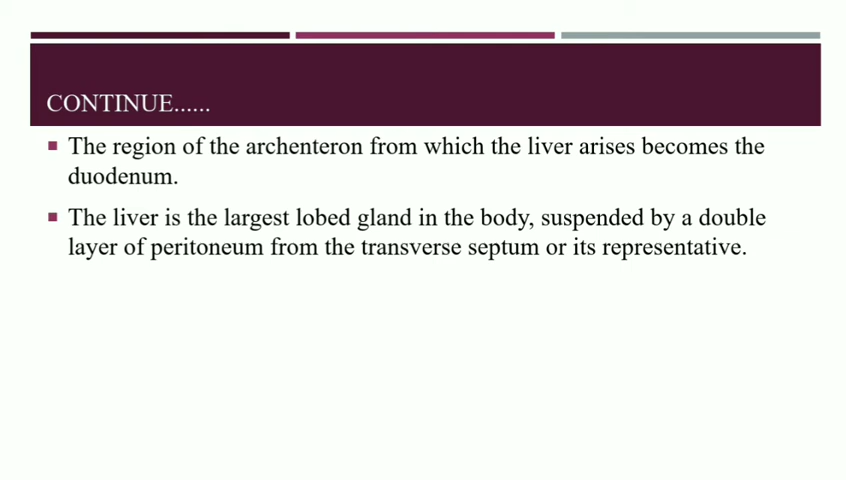 CONTINUE......
The region of the archenteron from which the liver arises becomes the
duodenum.
The liver is the largest lobed gland in the body, suspended by a double
layer of peritoneum from the transverse septum or its representative.